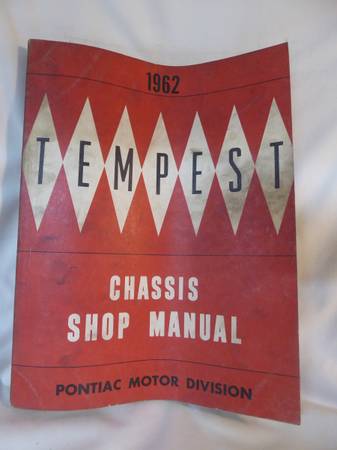 1962
TEMPEST
CHASSIS
SHOP MANUAL
PONTIAC MOTOR DIVISION